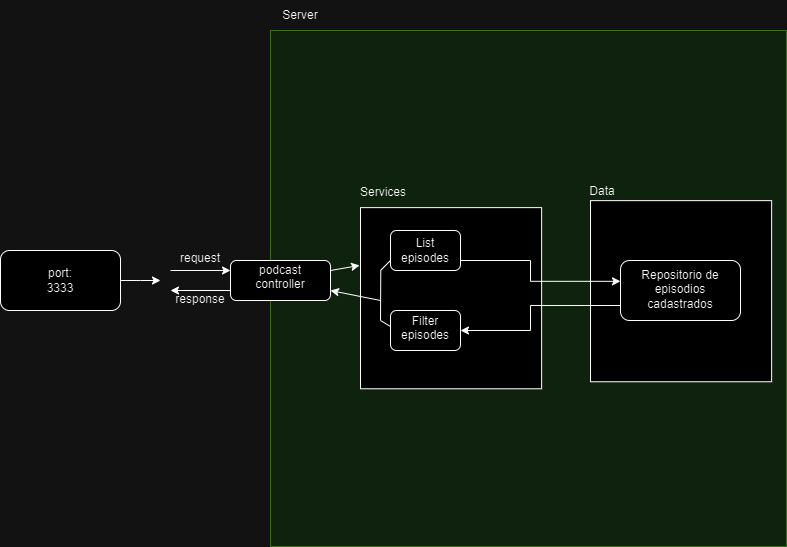 Server
Services
Data
port:
3333
request
response
podcast
controller
List
episodes
Filter
episodes
Repositorio de
episodios
cadastrados